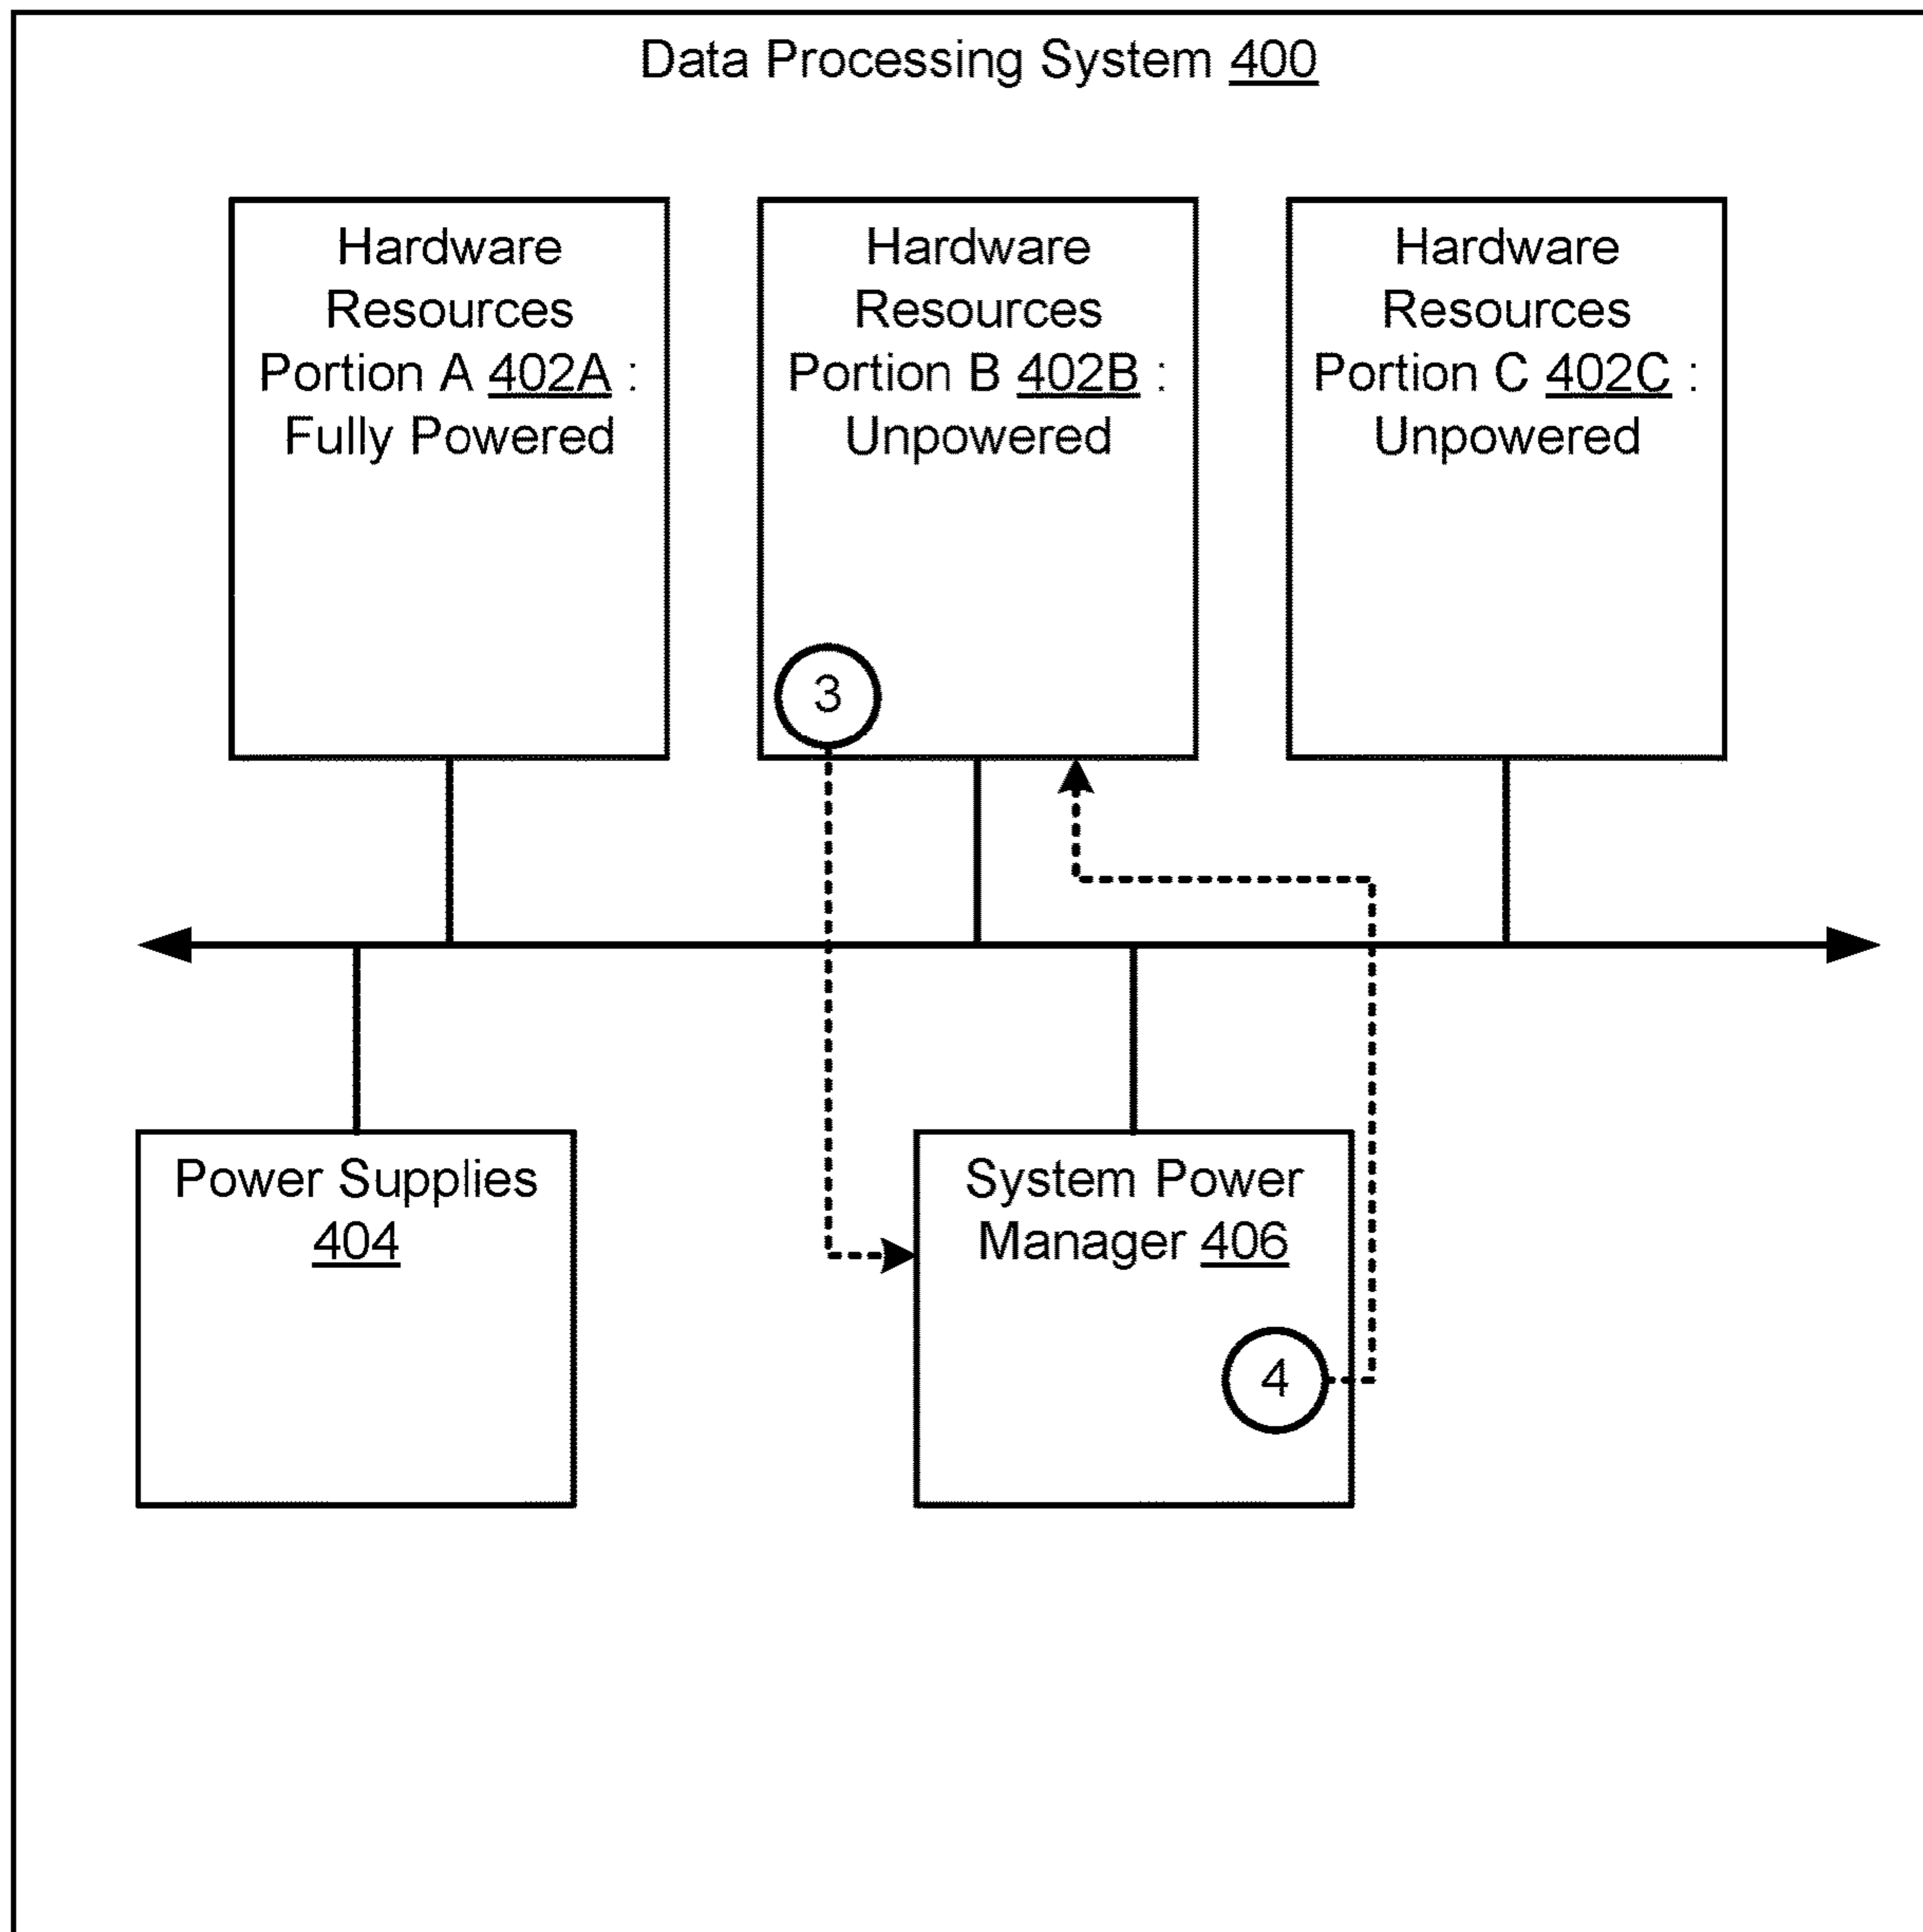 Data Processing System 400
Hardware
Resources
Portion A 402A :
Fully Powered
Hardware
Resources
Portion B 402B :
Unpowered
Hardware
Resources
Portion C 402C :
Unpowered
3
Power Supplies
404
System Power
Manager 406
4